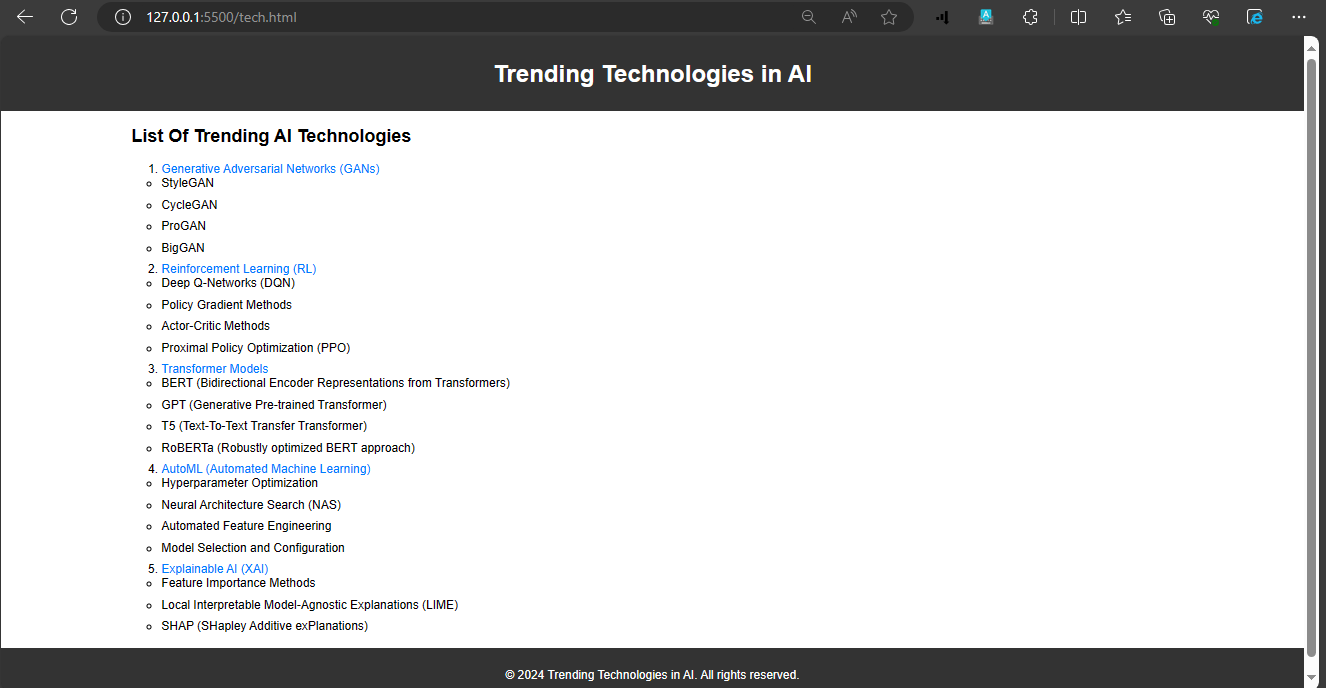 127.0.0.1:5500/tech.html
Trending Technologies in AI
List Of Trending AI Technologies
1. Generative Adversarial Networks (GANs)
StyleGAN
CycleGAN
ProGAN
BigGAN
2. Reinforcement Learning (RL)
Deep Q-Networks (DQN)
Policy Gradient Methods
Actor-Critic Methods
Proximal Policy Optimization (PPO)
3. Transformer Models
BERT (Bidirectional Encoder Representations from Transformers)
GPT (Generative Pre-trained Transformer)
T5 (Text-To-Text Transfer Transformer)
RoBERTa (Robustly optimized BERT approach)
4. AutoML (Automated Machine Learning)
Hyperparameter Optimization
Neural Architecture Search (NAS)
Automated Feature Engineering
Model Selection and Configuration
5. Explainable AI (XAI)
Feature Importance Methods
Local Interpretable Model-Agnostic Explanations (LIME)
SHAP (SHapley Additive exPlanations)
© 2024 Trending Technologies in AI. All rights reserved.